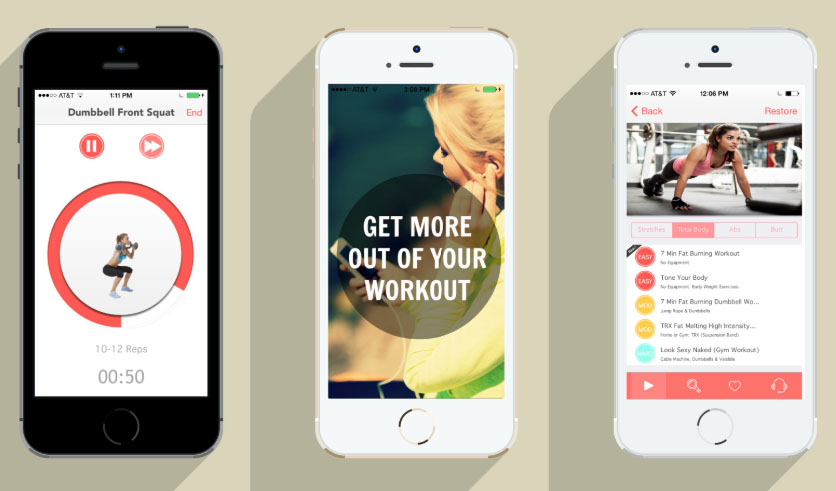 AT&T 1:11 PM
Dumbbell Front Squat End
10-12 Reps
00:50
AT&T 3:08 PM
GET MORE
OUT OF YOUR
WORKOUT
AT&T 12:06 PM
Back Restore
Stretches Total Body Abs Butt
EASY 7 Min Fat Burning Workout
No Equipment
EASY Tone Your Body
No Equipment: Body Weight Exercises
MOD 7 Min Fat Burning Dumbbell Wo...
Jump Rope & Dumbbells
MOD TRX Fat Melting High Intensity...
Home or Gym: TRX (Suspension Band)
HARD Look Sexy Naked (Gym Workout)
Cable Machine, Dumbbells &